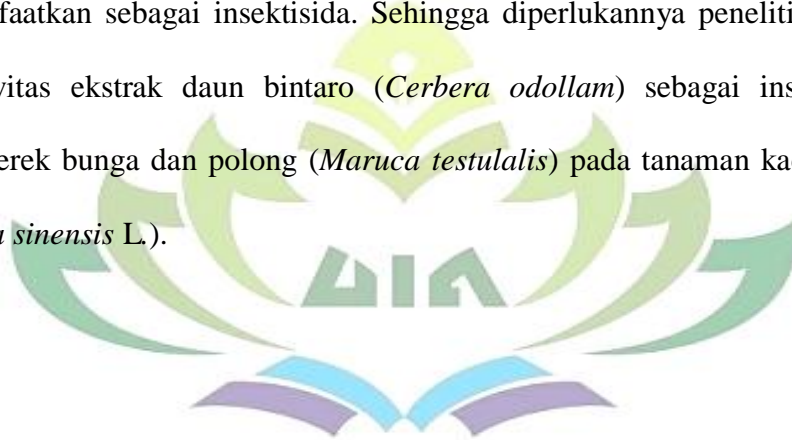 faatkan sebagai insektisida. Sehingga diperlukannya peneliti
vitas ekstrak daun bintaro (Cerbera odollam) sebagai ins
erek bunga dan polong (Maruca testulalis) pada tanaman ka
sinensis L.).
UIN